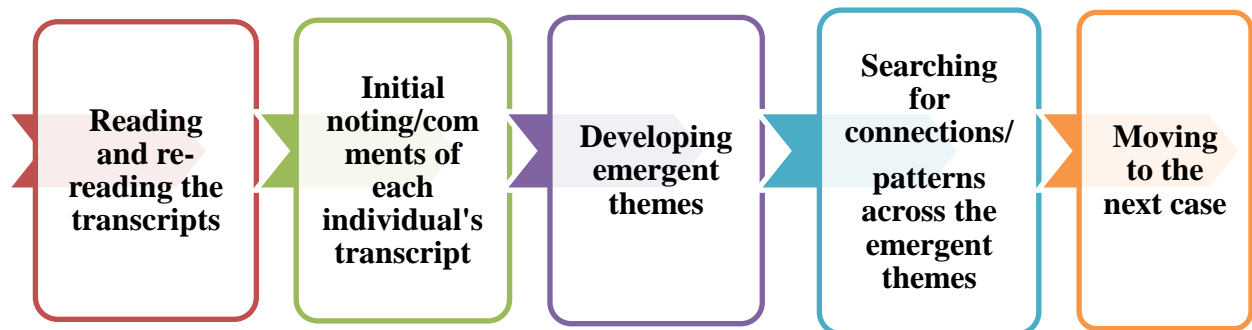 Reading
and re-
reading the
transcripts
Initial
noting/com
ments of
each
individual's
transcript
Developing
emergent
themes
Searching
for
connections/
patterns
across the
emergent
themes
Moving
to the
next case